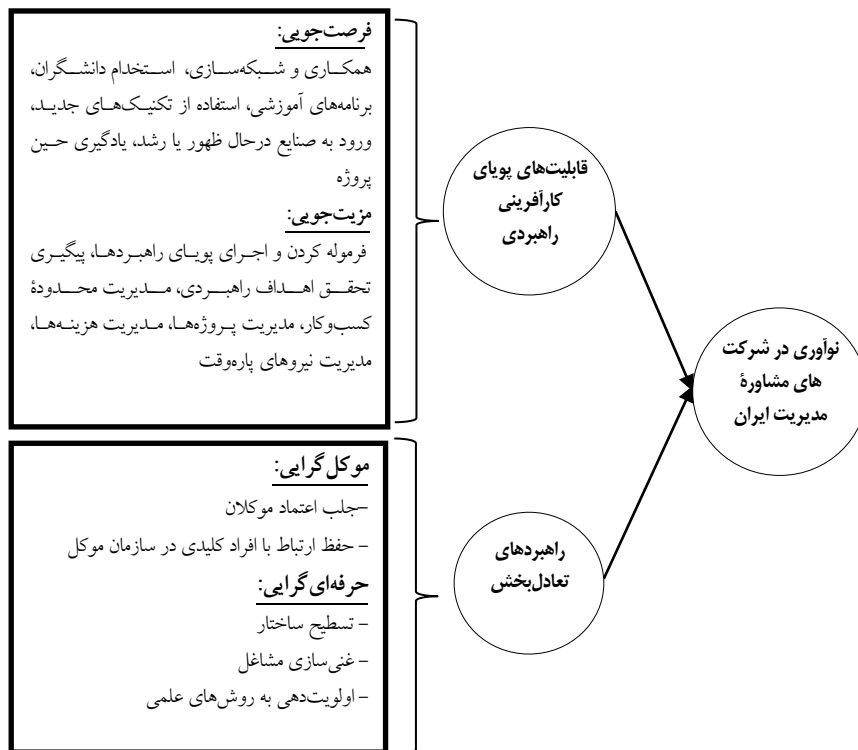 فرصت‌جویی:
همکاری و شبکه‌سازی، استخدام دانشگران،
برنامه‌های آموزشی، استفاده از تکنیک‌های جدید،
ورود به صنایع درحال ظهور یا رشد، یادگیری حین
پروژه
مزیت‌جویی:
فرموله کردن و اجرای پویای راهبردها، پیگیری
تحقق اهداف راهبردی، مدیریت محدودۀ
کسب‌وکار، مدیریت پروژه‌ها، مدیریت هزینه‌ها،
مدیریت نیروهای پاره‌وقت
قابلیت‌های پویای
کارآفرینی
راهبردی
نوآوری در شرکت
های مشاورۀ
مدیریت ایران
موکل‌گرایی:
-جلب اعتماد موکلان
- حفظ ارتباط با افراد کلیدی در سازمان موکل
حرفه‌ای‌گرایی:
- تسطیح ساختار
- غنی‌سازی مشاغل
- اولویت‌دهی به روش‌های علمی
راهبردهای
تعادل‌بخش